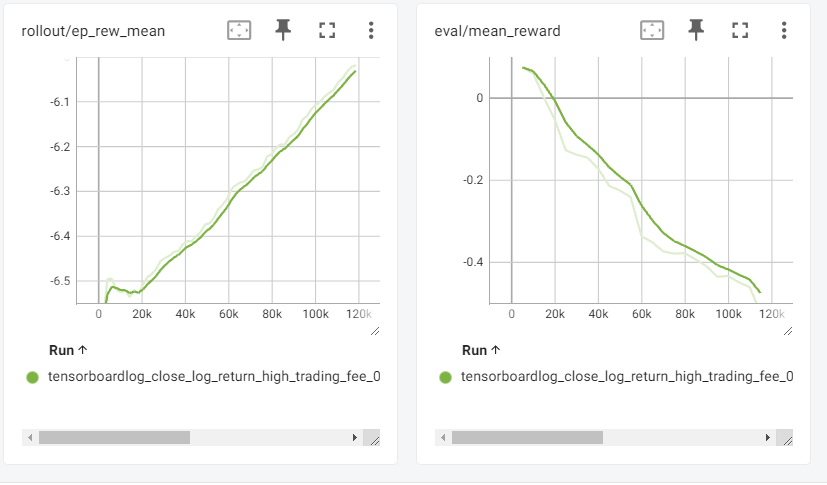 rollout/ep_rew_mean
-6.1
-6.2
-6.3
-6.4
-6.5
0 20k 40k 60k 80k 100k 120k
Run ↑
tensorboardlog_close_log_return_high_trading_fee_0
eval/mean_reward
0
-0.2
-0.4
0 20k 40k 60k 80k 100k 120k
Run ↑
tensorboardlog_close_log_return_high_trading_fee_0